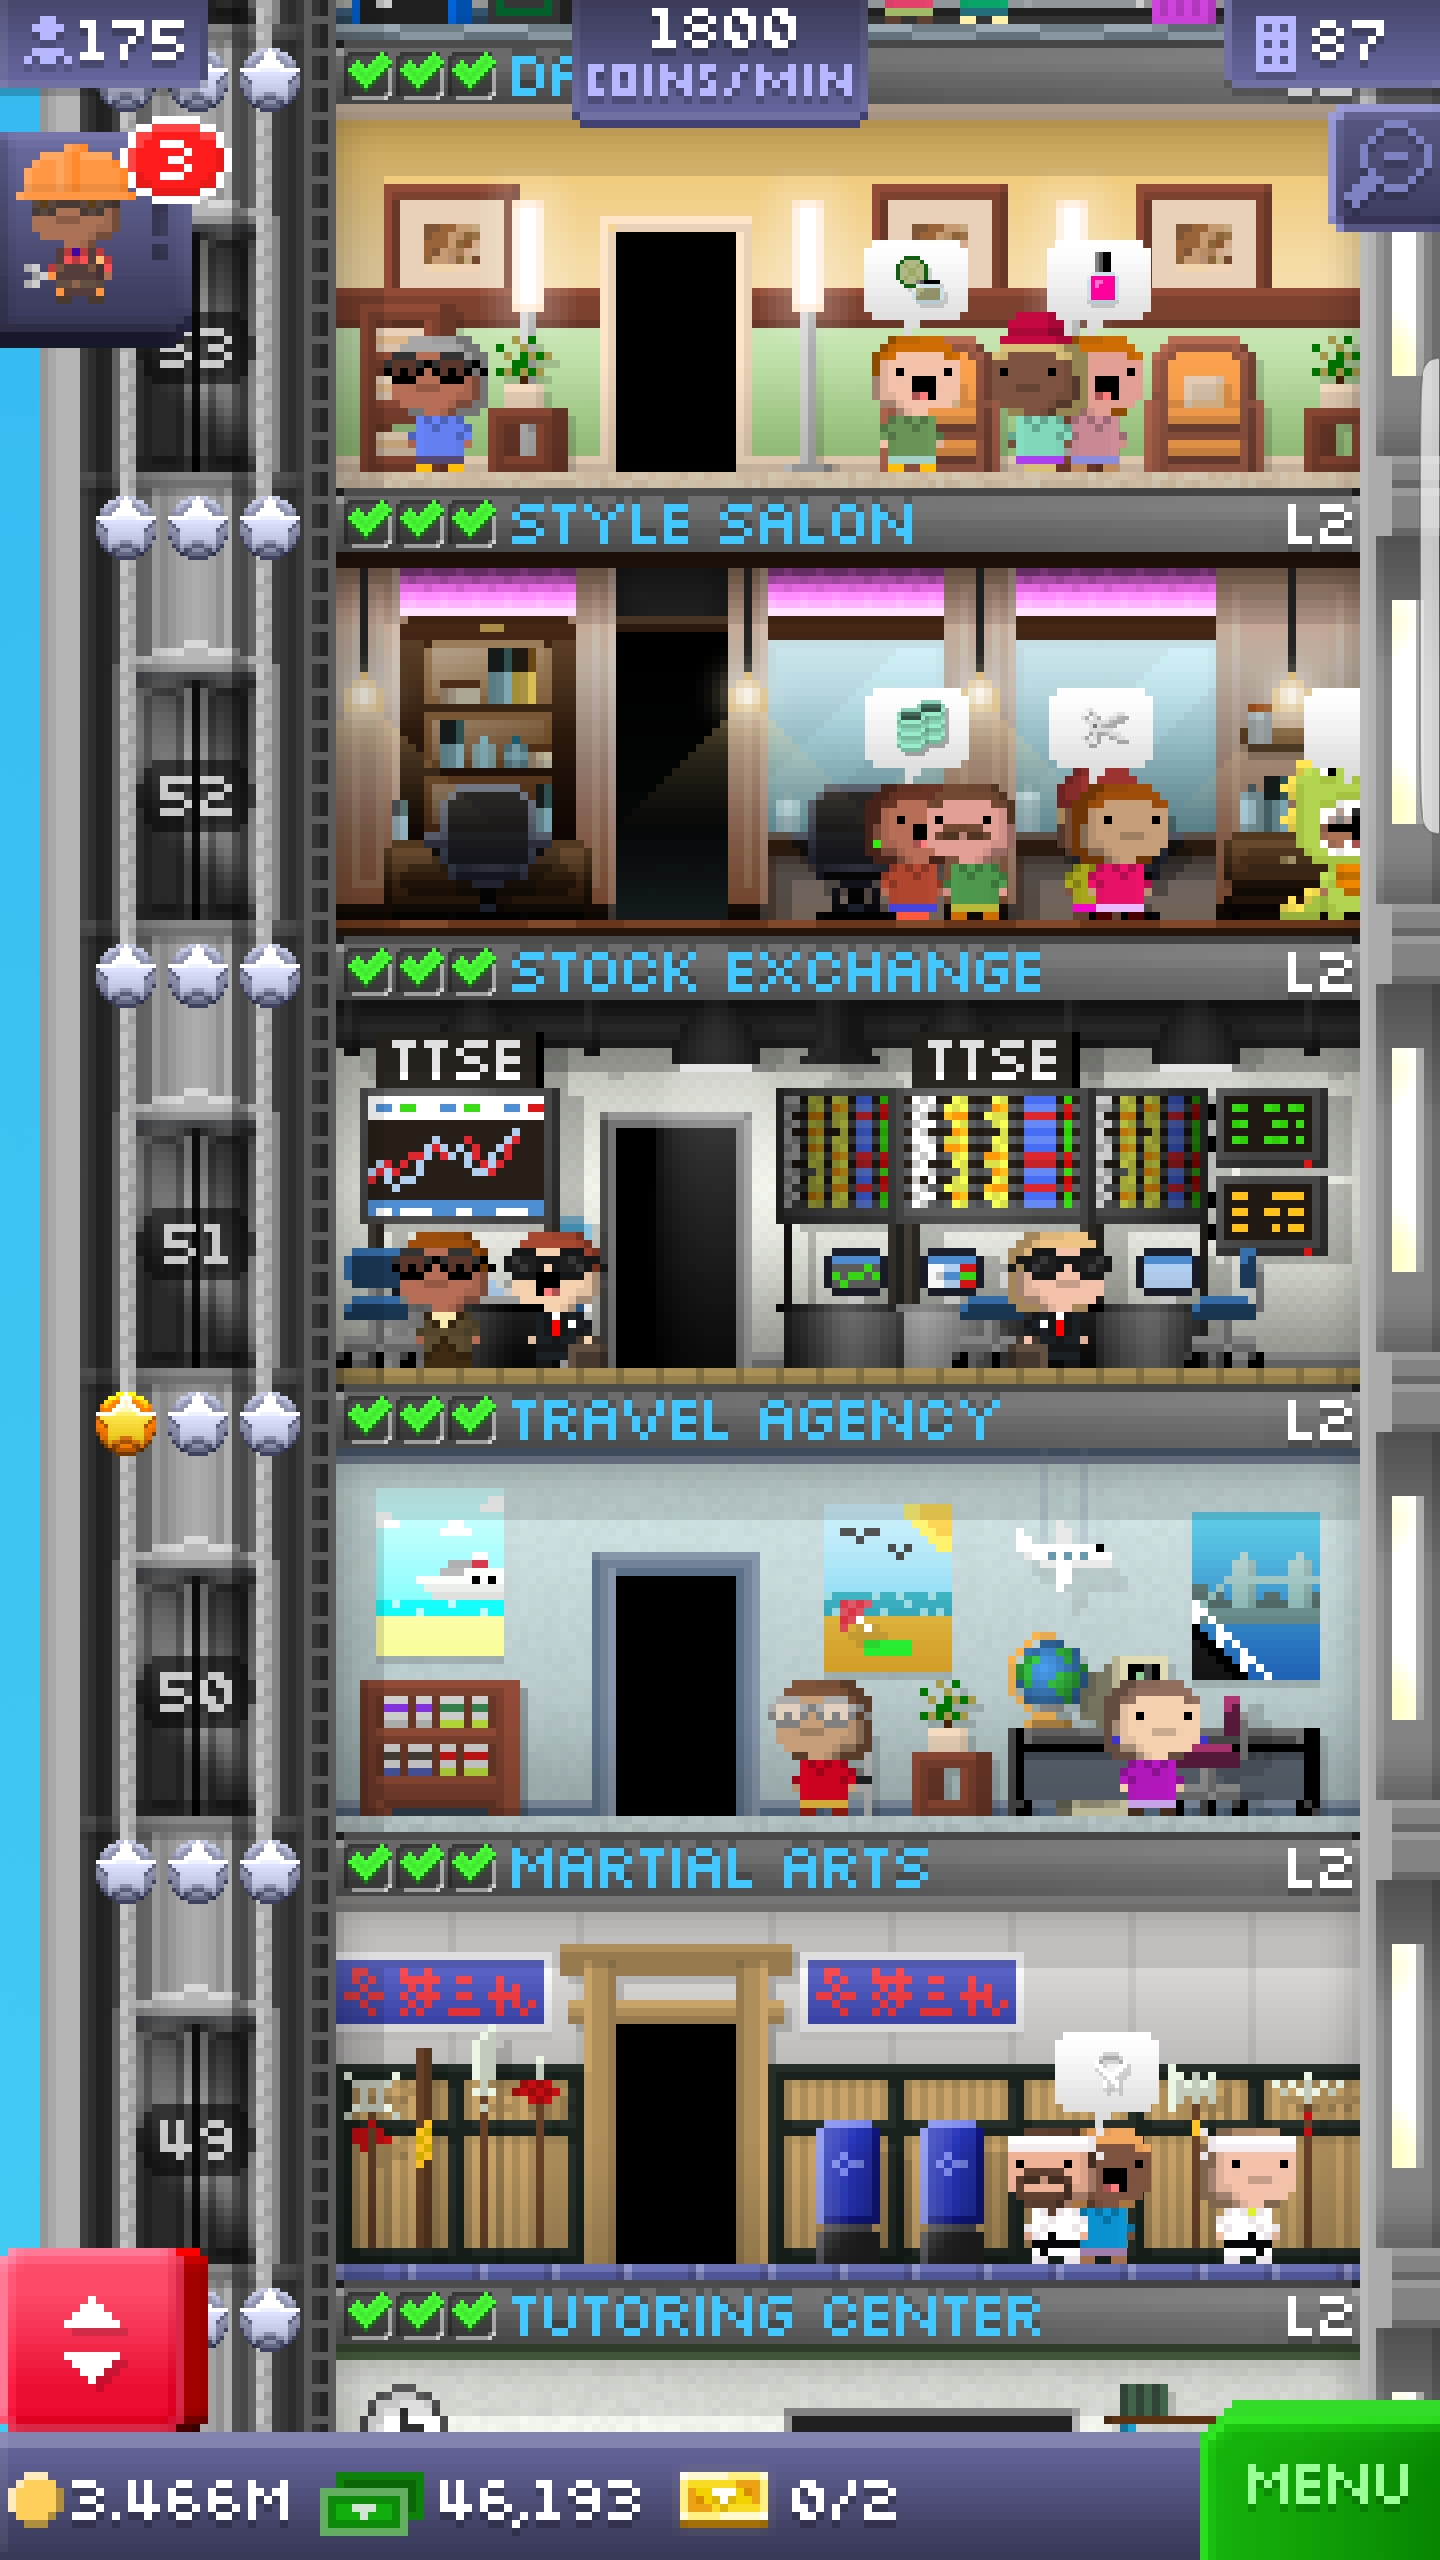 175
1800
COINS/MIN
87
3
53
STYLE SALON L2
52
STOCK EXCHANGE L2
TTSE
TTSE
51
TRAVEL AGENCY L2
50
MARTIAL ARTS L2
49
TUTORING CENTER L2
3.466M 46,193 0/2 MENU